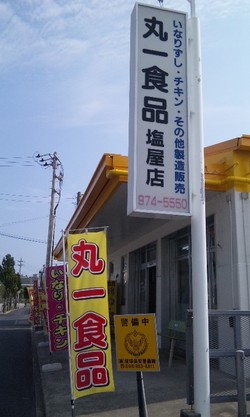 いなりずし・チキン・その他製造販売
丸一食品 塩屋店
974-5550
丸一食品
いなり・チキン
警備中